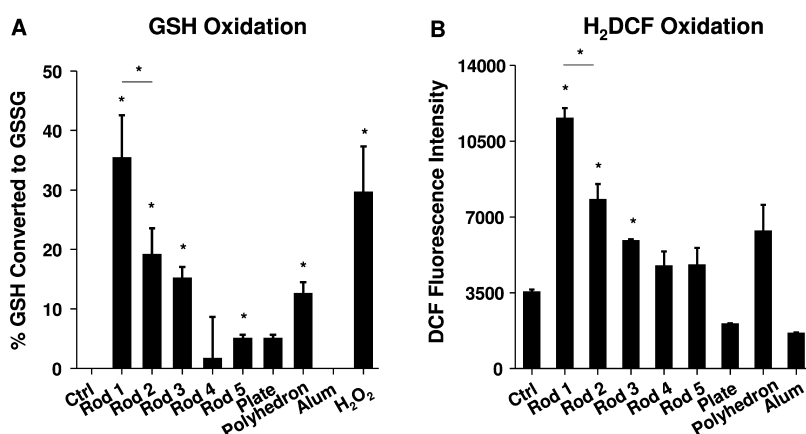 A
GSH Oxidation
% GSH Converted to GSSG
50
40
30
20
10
0
*
*
*
*
*
*
*
Ctrl
Rod 1
Rod 2
Rod 3
Rod 4
Rod 5
Plate
Polyhedron
Alum
H₂O₂
B
H₂DCF Oxidation
DCF Fluorescence Intensity
14000
10500
7000
3500
0
*
*
*
*
Ctrl
Rod 1
Rod 2
Rod 3
Rod 4
Rod 5
Plate
Polyhedron
Alum